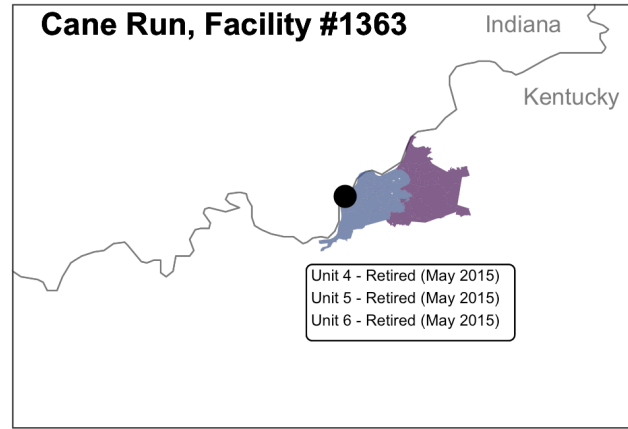 Cane Run, Facility #1363
Indiana
Kentucky
Unit 4 - Retired (May 2015)
Unit 5 - Retired (May 2015)
Unit 6 - Retired (May 2015)